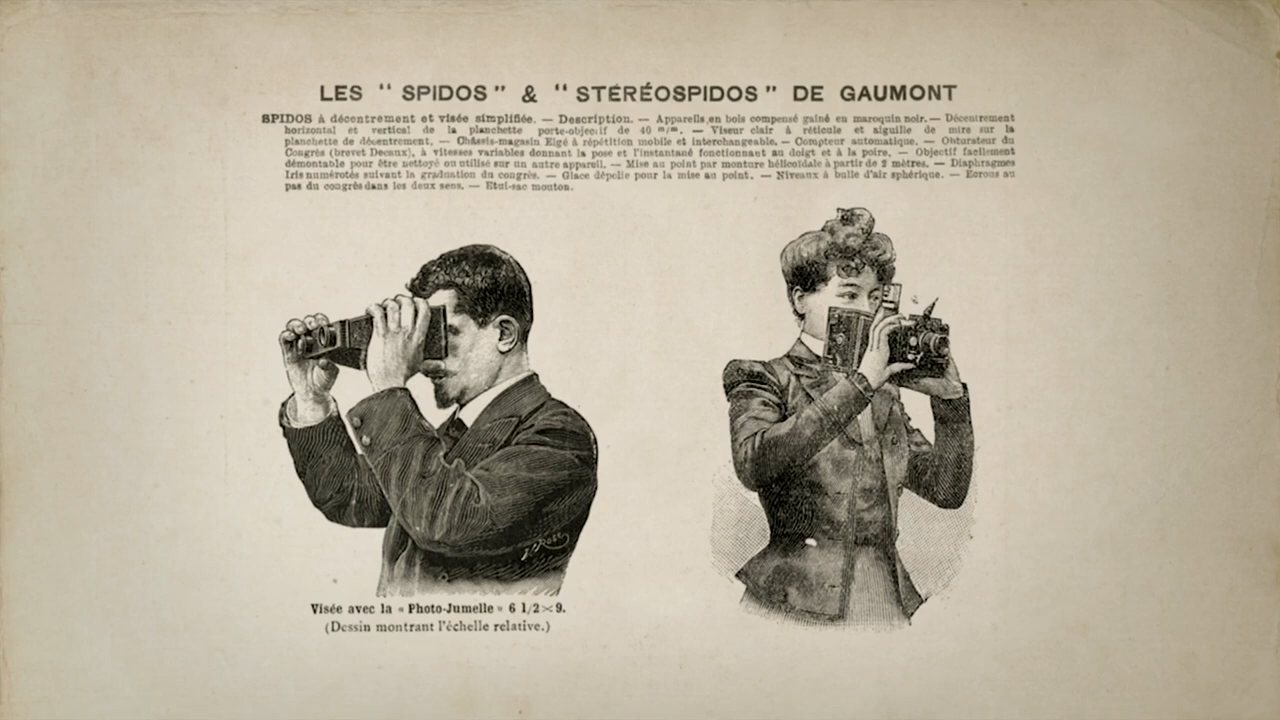 LES “ SPIDOS ” & “ STÉRÉOSPIDOS ” DE GAUMONT
SPIDOS à décentrement et visée simplifiée. — Description. — Appareils en bois compensé gainé en maroquin noir. — Décentrement
horizontal et vertical de la planchette porte-objectif de 40 m/m. — Viseur clair à réticule et aiguille de mire sur la
planchette de décentrement. — Châssis-magasin Elgé à répétition mobile et interchangeable. — Compteur automatique. — Obturateur du
Congrès (brevet Decaux), à vitesses variables donnant la pose et l'instantané fonctionnant au doigt et à la poire. — Objectif facilement
démontable pour être nettoyé ou utilisé sur un autre appareil. — Mise au point par monture hélicoïdale à partir de 2 mètres. — Diaphragmes
Iris numérotés suivant la graduation du congrès. — Glace dépolie pour la mise au point. — Niveaux à bulle d'air sphérique. — Ecrous au
pas du congrès dans les deux sens. — Etui-sac mouton.
Visée avec la « Photo-Jumelle » 6 1/2×9.
(Dessin montrant l'échelle relative.)